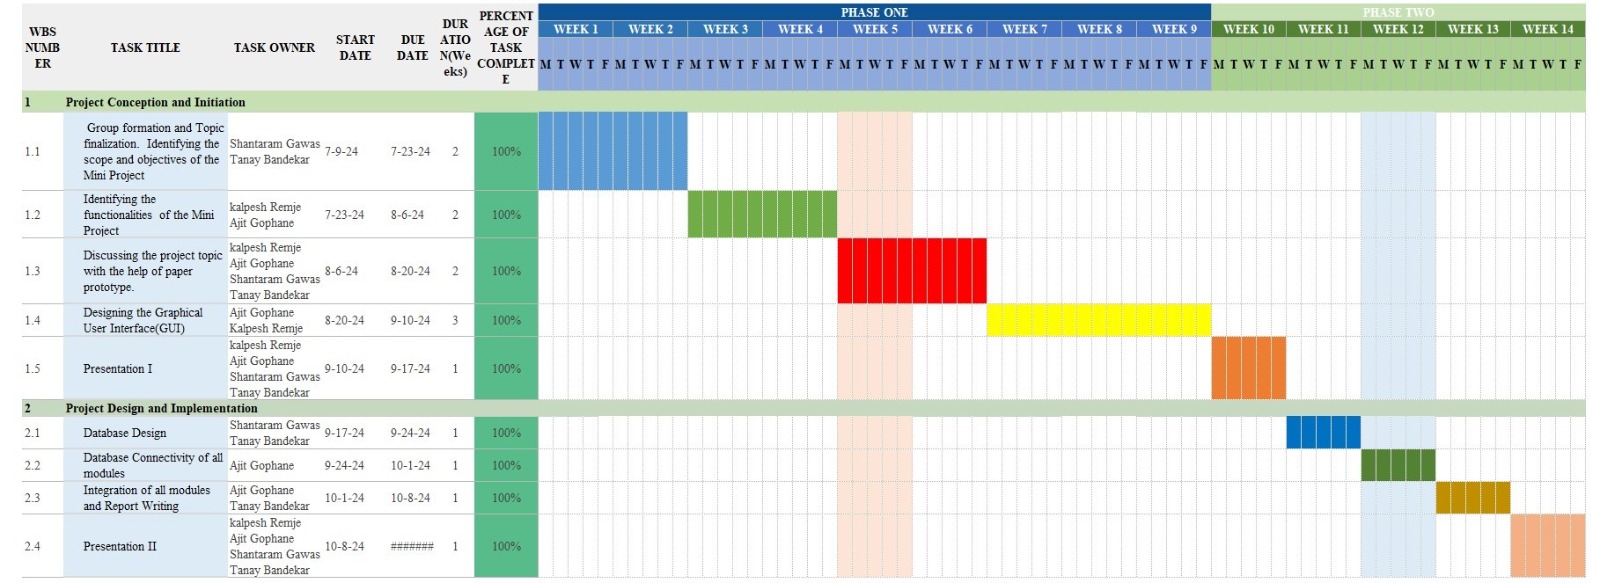 PHASE ONE PHASE TWO
WBS NUMB ER TASK TITLE TASK OWNER START DATE DUE DATE DUR ATIO N(We eks) PERCENT AGE OF TASK COMPLET E
WEEK 1 WEEK 2 WEEK 3 WEEK 4 WEEK 5 WEEK 6 WEEK 7 WEEK 8 WEEK 9 WEEK 10 WEEK 11 WEEK 12 WEEK 13 WEEK 14
M T W T F M T W T F M T W T F M T W T F M T W T F M T W T F M T W T F M T W T F M T W T F M T W T F M T W T F M T W T F M T W T F M T W T F
1 Project Conception and Initiation
1.1
Group formation and Topic
finalization. Identifying the
scope and objectives of the
Mini Project
Shantaram Gawas
Tanay Bandekar
7-9-24 7-23-24 2 100%
1.2
Identifying the
functionalities of the Mini
Project
kalpesh Remje
Ajit Gophane
7-23-24 8-6-24 2 100%
1.3
Discussing the project topic
with the help of paper
prototype.
kalpesh Remje
Ajit Gophane
Shantaram Gawas
Tanay Bandekar
8-6-24 8-20-24 2 100%
1.4
Designing the Graphical
User Interface(GUI)
Ajit Gophane
Kalpesh Remje
8-20-24 9-10-24 3 100%
1.5
Presentation I
kalpesh Remje
Ajit Gophane
Shantaram Gawas
Tanay Bandekar
9-10-24 9-17-24 1 100%
2 Project Design and Implementation
2.1
Database Design
Shantaram Gawas
Tanay Bandekar
9-17-24 9-24-24 1 100%
2.2
Database Connectivity of all
modules
Ajit Gophane
9-24-24 10-1-24 1 100%
2.3
Integration of all modules
and Report Writing
Ajit Gophane
Tanay Bandekar
10-1-24 10-8-24 1 100%
2.4
Presentation II
kalpesh Remje
Ajit Gophane
Shantaram Gawas
Tanay Bandekar
10-8-24 ####### 1 100%